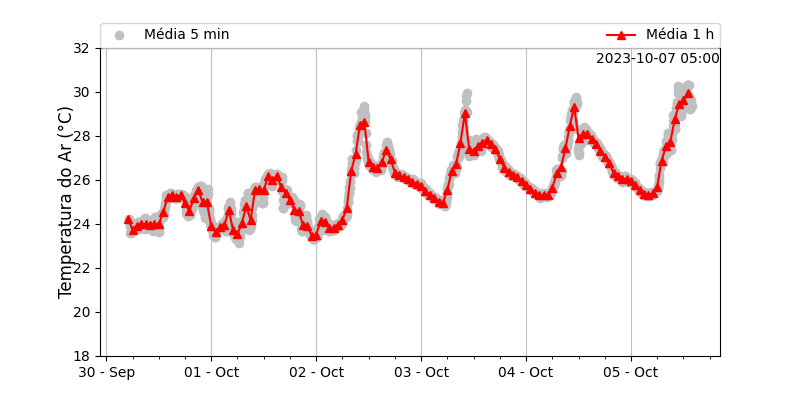 Média 5 min
Média 1 h
2023-10-07 05:00
Temperatura do Ar (°C)
32
30
28
26
24
22
20
18
30 - Sep
01 - Oct
02 - Oct
03 - Oct
04 - Oct
05 - Oct